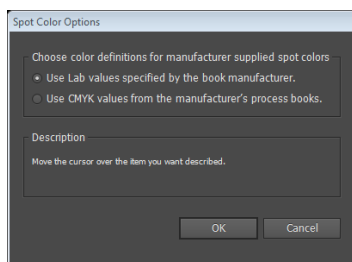 Spot Color Options
Choose color definitions for manufacturer supplied spot colors
Use Lab values specified by the book manufacturer.
Use CMYK values from the manufacturer's process books.
Description
Move the cursor over the item you want described.
OK
Cancel